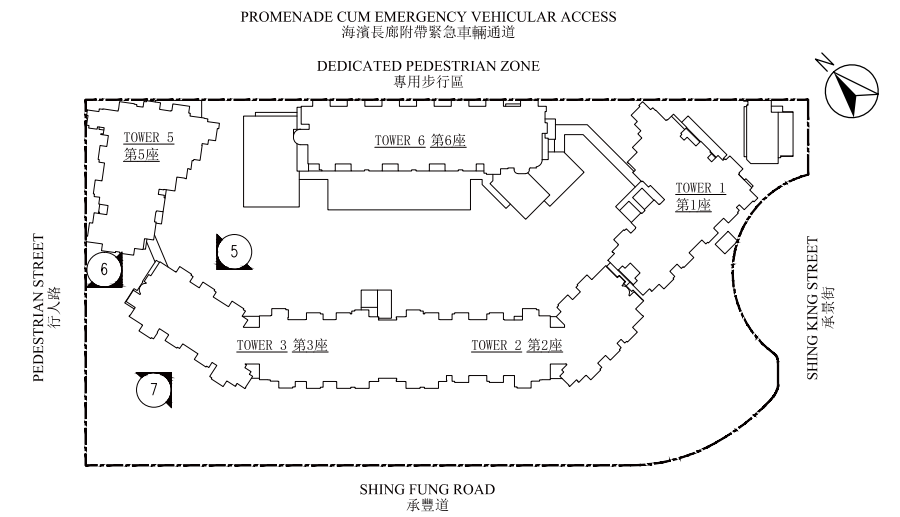 PROMENADE CUM EMERGENCY VEHICULAR ACCESS
海濱長廊附帶緊急車輛通道
DEDICATED PEDESTRIAN ZONE
專用步行區
N
TOWER 5
第5座
TOWER 6 第6座
TOWER 1
第1座
5
6
PEDESTRIAN STREET
行人路
SHING KING STREET
承景街
TOWER 3 第3座
TOWER 2 第2座
7
SHING FUNG ROAD
承豐道